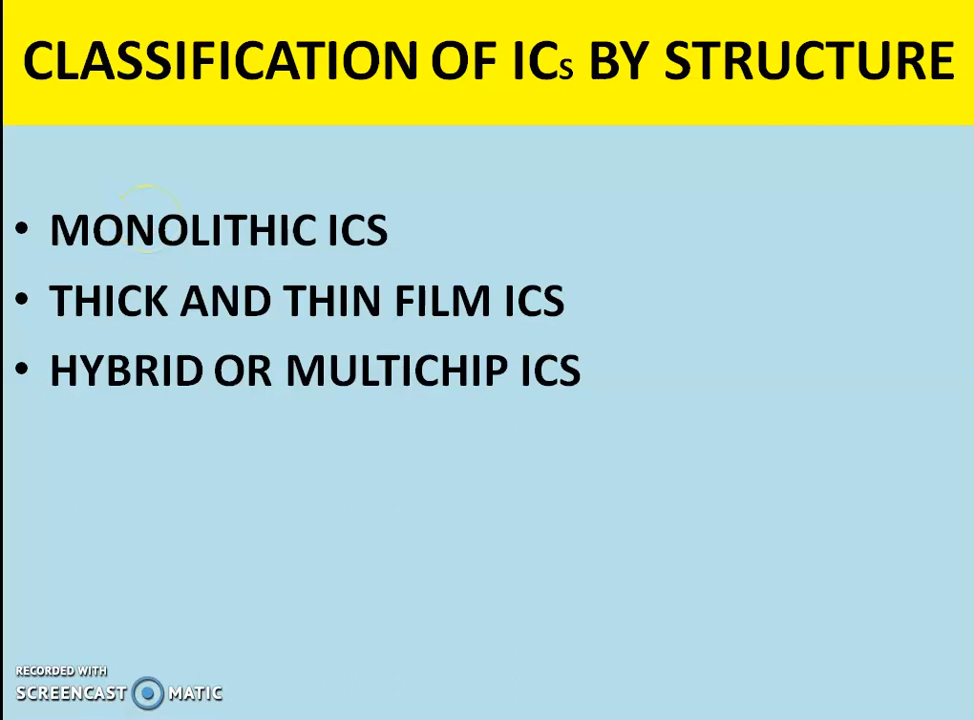 CLASSIFICATION OF ICs BY STRUCTURE
• MONOLITHIC ICS
• THICK AND THIN FILM ICS
• HYBRID OR MULTICHIP ICS
RECORDED WITH
SCREENCAST MATIC